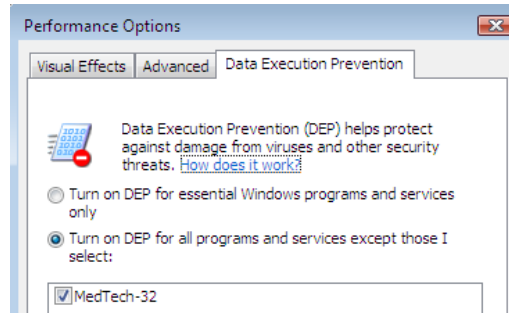 Performance Options
Visual Effects Advanced Data Execution Prevention
Data Execution Prevention (DEP) helps protect
against damage from viruses and other security
threats. How does it work?
Turn on DEP for essential Windows programs and services
only
Turn on DEP for all programs and services except those I
select:
MedTech-32